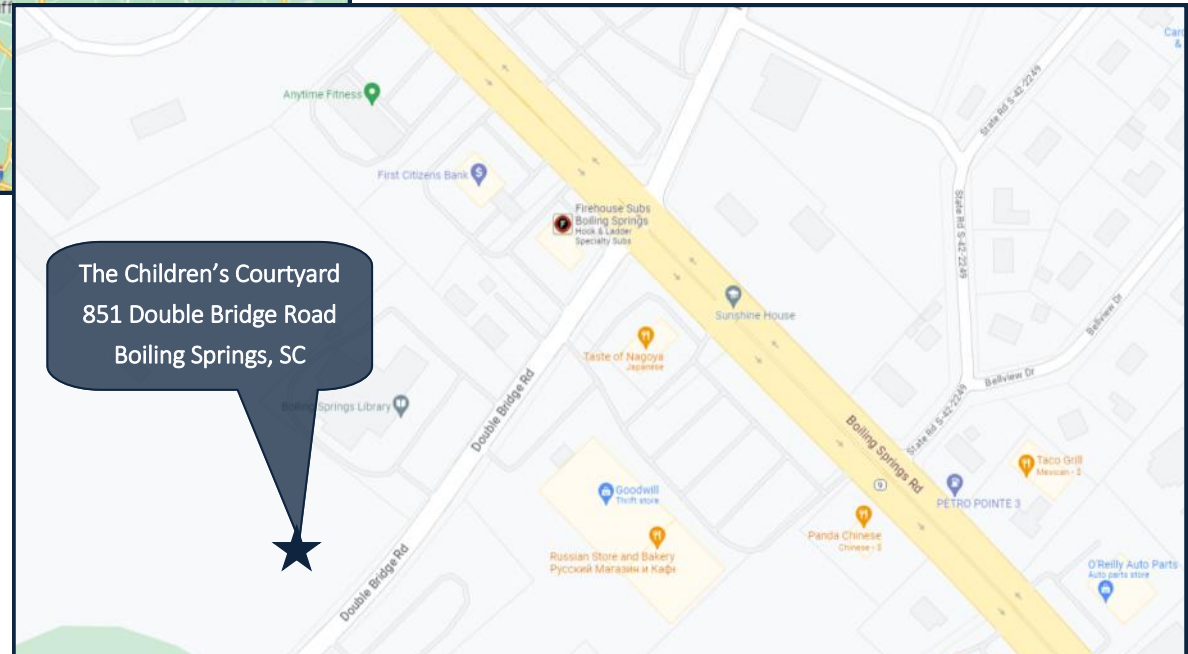 Anytime Fitness
First Citizens Bank
Firehouse Subs
Boiling Springs
Hook & Ladder
Specialty Subs
State Rd S-42-2249
State Rd S-42-2249
The Children's Courtyard
851 Double Bridge Road
Boiling Springs, SC
Sunshine House
Taste of Nagoya
Japanese
Bellview Dr
Bellview Dr
State Rd S-42-2249
Springs Library
Double Bridge Rd
Boiling Springs Rd
9
Taco Grill
Mexican - $
PETRO POINTE 3
Goodwill
Thrift store
Panda Chinese
Chinese - $
Russian Store and Bakery
Русский Магазин и Кафе
Double Bridge Rd
O'Reilly Auto Parts
Auto parts store